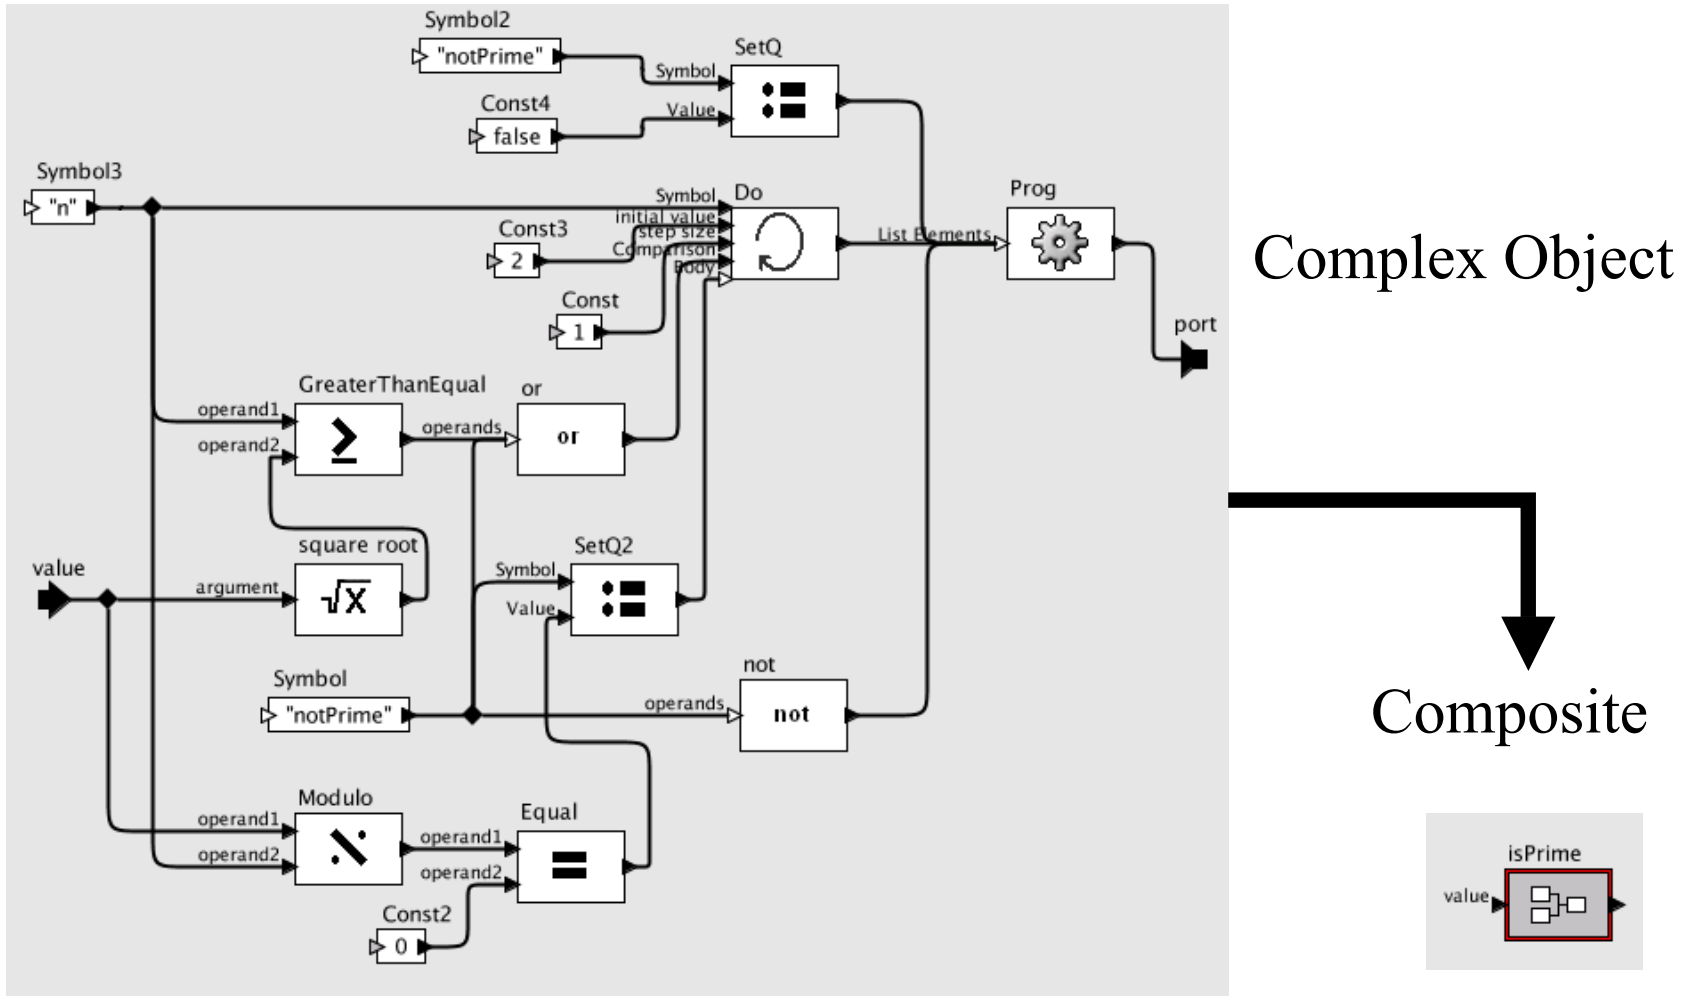 Symbol2
"notPrime"
SetQ
Symbol
Value
Const4
false
Symbol3
"n"
Do
Symbol
initial value
step size
Comparison
Body
Const3
2
Const
1
Prog
List Elements
port
Complex Object
GreaterThanEqual
operand1
operand2
or
operands
or
value
square root
argument
√X
SetQ2
Symbol
Value
Symbol
"notPrime"
not
operands
not
Composite
Modulo
operand1
operand2
Equal
operand1
operand2
=
Const2
0
isPrime
value